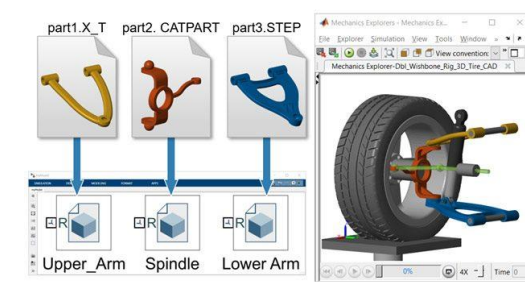 part1.X_T
part2. CATPART
part3.STEP
R
R
R
Upper_Arm
Spindle
Lower Arm
Mechanics Explorers - Mechanics Ex...
File Explorer Simulation View Tools Window
View convention:
Mechanics Explorer-Dbl_Wishbone_Rig_3D_Tire_CAD
0%
4X
Time 0